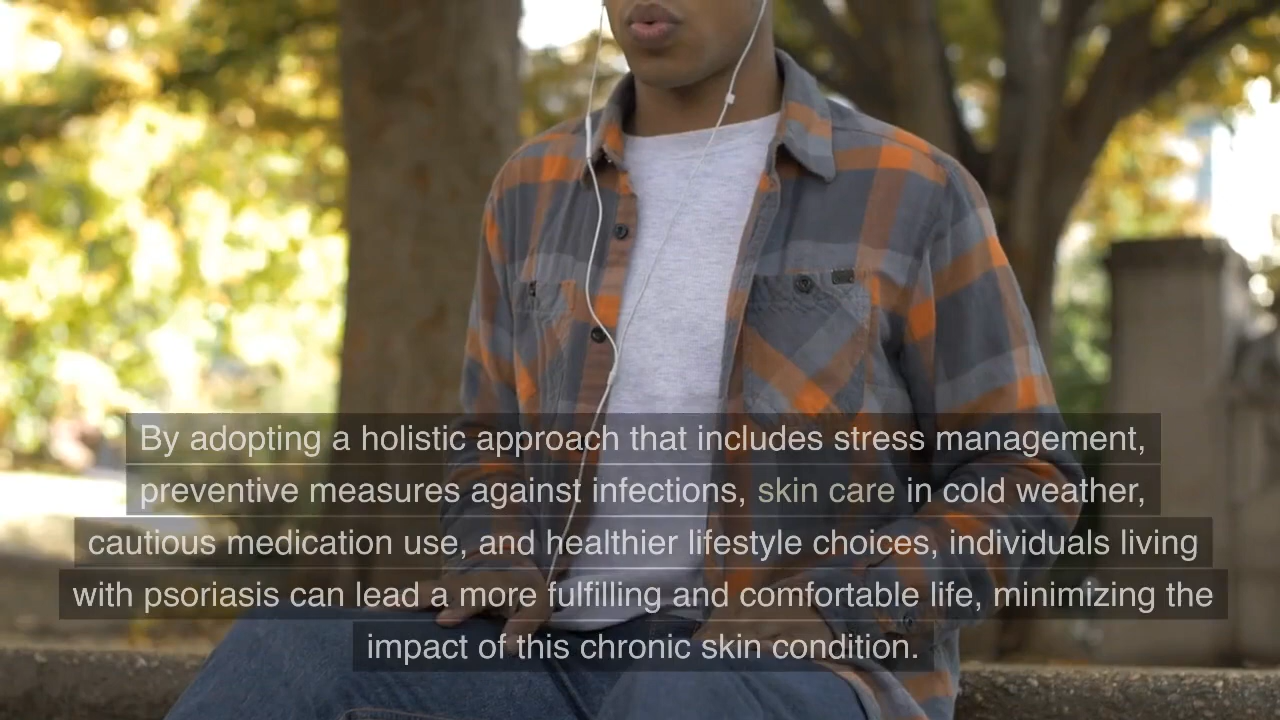 By adopting a holistic approach that includes stress management,
preventive measures against infections, skin care in cold weather,
cautious medication use, and healthier lifestyle choices, individuals living
with psoriasis can lead a more fulfilling and comfortable life, minimizing the
impact of this chronic skin condition.